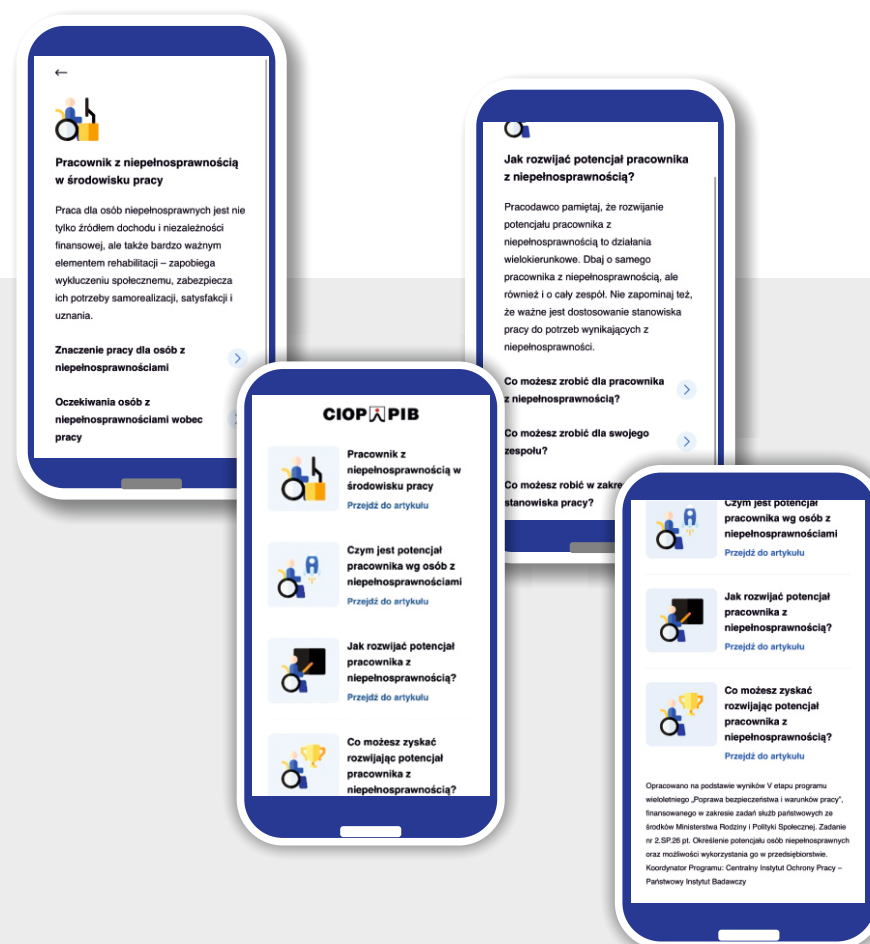 ←
Pracownik z niepełnosprawnością
w środowisku pracy
Praca dla osób niepełnosprawnych jest nie
tylko źródłem dochodu i niezależności
finansowej, ale także bardzo ważnym
elementem rehabilitacji – zapobiega
wykluczeniu społecznemu, zabezpiecza
ich potrzeby samorealizacji, satysfakcji i
uznania.
Znaczenie pracy dla osób z
niepełnosprawnościami
Oczekiwania osób z
niepełnosprawnościami wobec
pracy
Jak rozwijać potencjał pracownika
z niepełnosprawnością?
Pracodawco pamiętaj, że rozwijanie
potencjału pracownika z
niepełnosprawnością to działania
wielokierunkowe. Dbaj o samego
pracownika z niepełnosprawnością, ale
również i o cały zespół. Nie zapominaj też,
że ważne jest dostosowanie stanowiska
pracy do potrzeb wynikających z
niepełnosprawności.
Co możesz zrobić dla pracownika
z niepełnosprawnością?
Co możesz zrobić dla swojego
zespołu?
Co możesz robić w
stanowiska pracy?
CIOP PIB
Pracownik z
niepełnosprawnością w
środowisku pracy
Przejdź do artykułu
Czym jest potencjał
pracownika wg osób z
niepełnosprawnościami
Przejdź do artykułu
Jak rozwijać potencjał
pracownika z
niepełnosprawnością?
Przejdź do artykułu
Co możesz zyskać
rozwijając potencjał
pracownika z
niepełnosprawnością?
Czym jest potencjał
pracownika wg osób z
niepełnosprawnościami
Przejdź do artykułu
Jak rozwijać potencjał
pracownika z
niepełnosprawnością?
Przejdź do artykułu
Co możesz zyskać
rozwijając potencjał
pracownika z
niepełnosprawnością?
Przejdź do artykułu
Opracowano na podstawie wyników V etapu programu
wieloletniego „Poprawa bezpieczeństwa i warunków pracy”,
finansowanego w zakresie zadań służb państwowych ze
środków Ministerstwa Rodziny i Polityki Społecznej. Zadanie
nr 2.SP.26 pt. Określenie potencjału osób niepełnosprawnych
oraz możliwości wykorzystania go w przedsiębiorstwie.
Koordynator Programu: Centralny Instytut Ochrony Pracy –
Państwowy Instytut Badawczy